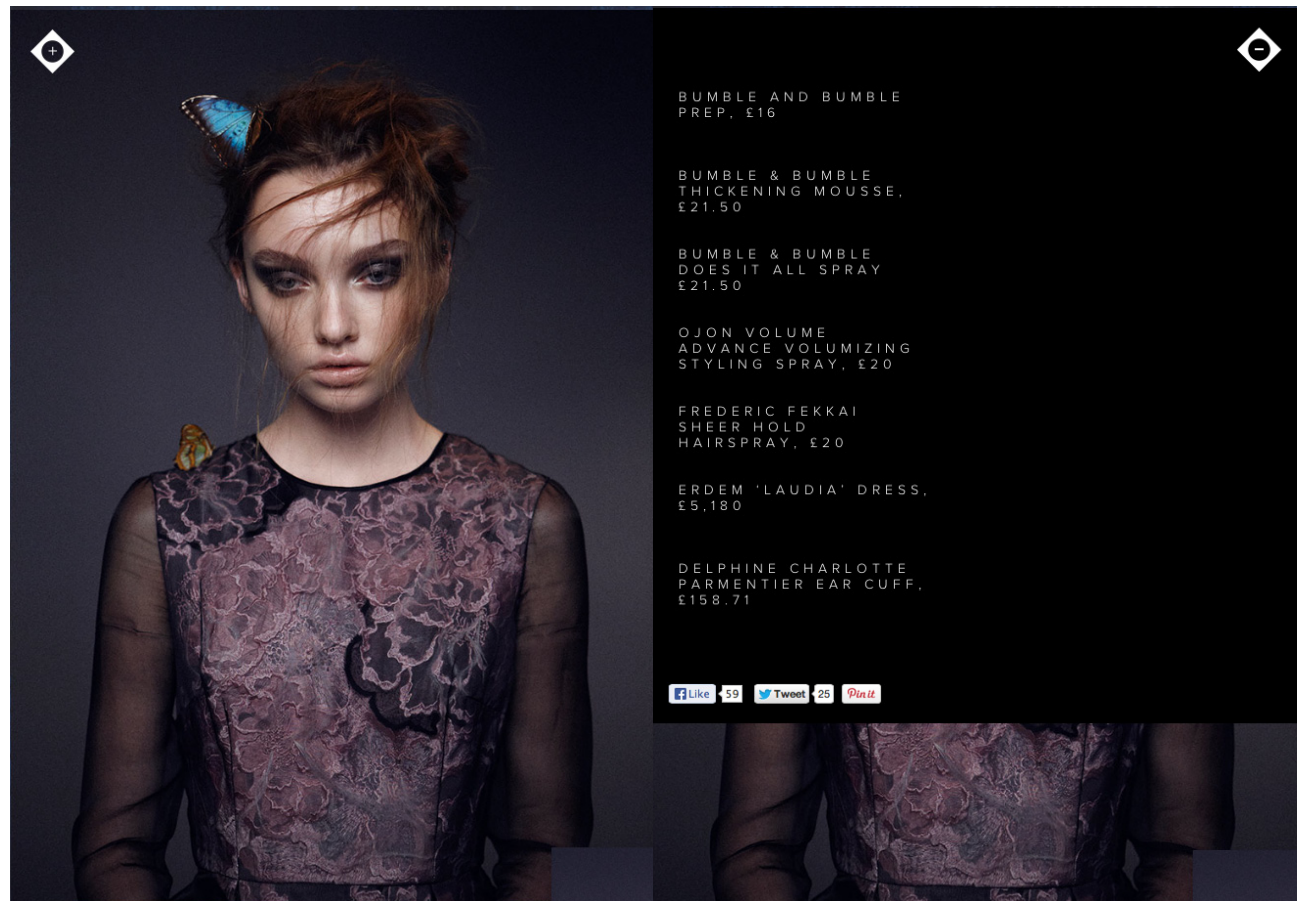 BUMBLE AND BUMBLE
PREP, £16
BUMBLE & BUMBLE
THICKENING MOUSSE,
£21.50
BUMBLE & BUMBLE
DOES IT ALL SPRAY
£21.50
OJON VOLUME
ADVANCE VOLUMIZING
STYLING SPRAY, £20
FREDERIC FEKKAI
SHEER HOLD
HAIRSPRAY, £20
ERDEM ‘LAUDIA’ DRESS,
£5,180
DELPHINE CHARLOTTE
PARMENTIER EAR CUFF,
£158.71
Like 59 Tweet 25 Pin it